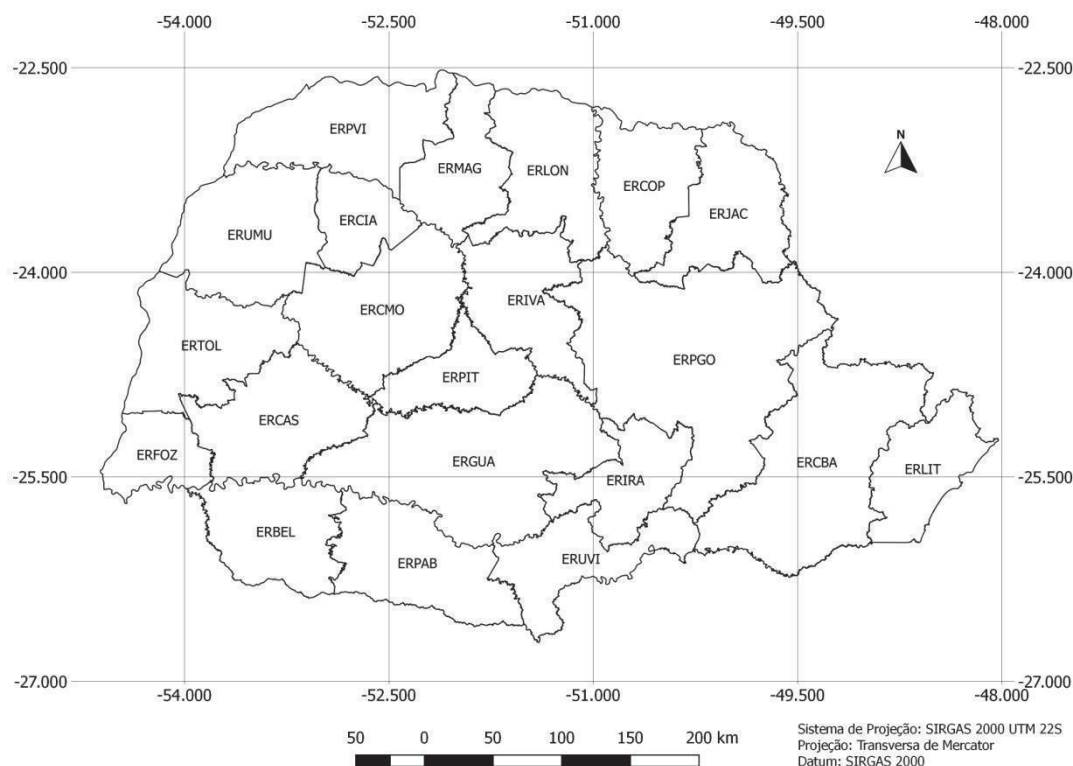 -54.000 -52.500 -51.000 -49.500 -48.000
-22.500 -22.500
ERPVI
N
ERMAG
ERLON
ERCOP
ERJAC
ERCIA
ERUMU
-24.000 -24.000
ERIVA
ERCMO
ERTOL
ERPGO
ERPIT
ERCAS
ERFOZ
ERGUA
ERCBA
ERLIT
-25.500 -25.500
ERIRA
ERBEL
ERUVI
ERPAB
-27.000 -27.000
-54.000 -52.500 -51.000 -49.500 -48.000
50 0 50 100 150 200 km
Sistema de Projeção: SIRGAS 2000 UTM 22S
Projeção: Transversa de Mercator
Datum: SIRGAS 2000